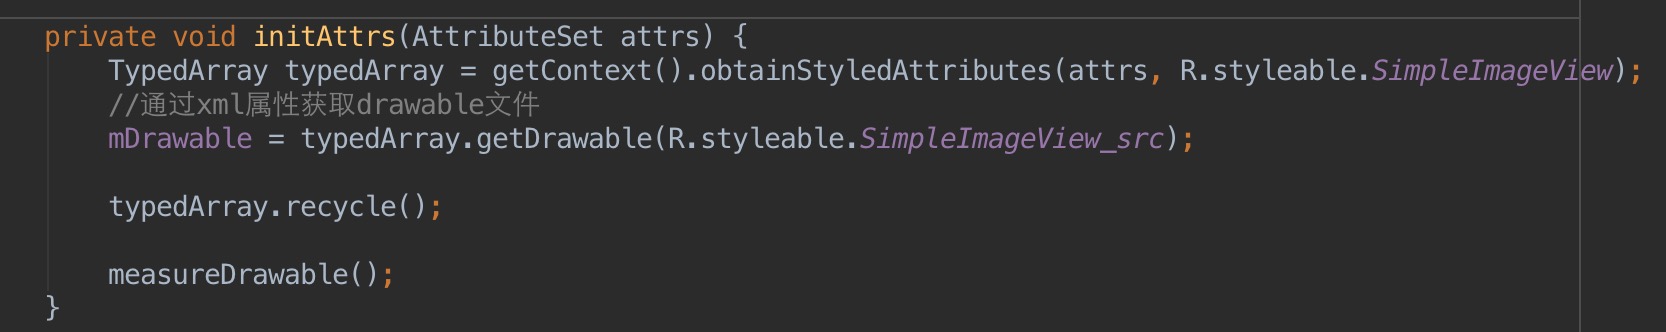 private void initAttrs(AttributeSet attrs) {
TypedArray typedArray = getContext().obtainStyledAttributes(attrs, R.styleable.SimpleImageView);
//通过xml属性获取drawable文件
mDrawable = typedArray.getDrawable(R.styleable.SimpleImageView_src);
typedArray.recycle();
measureDrawable();
}